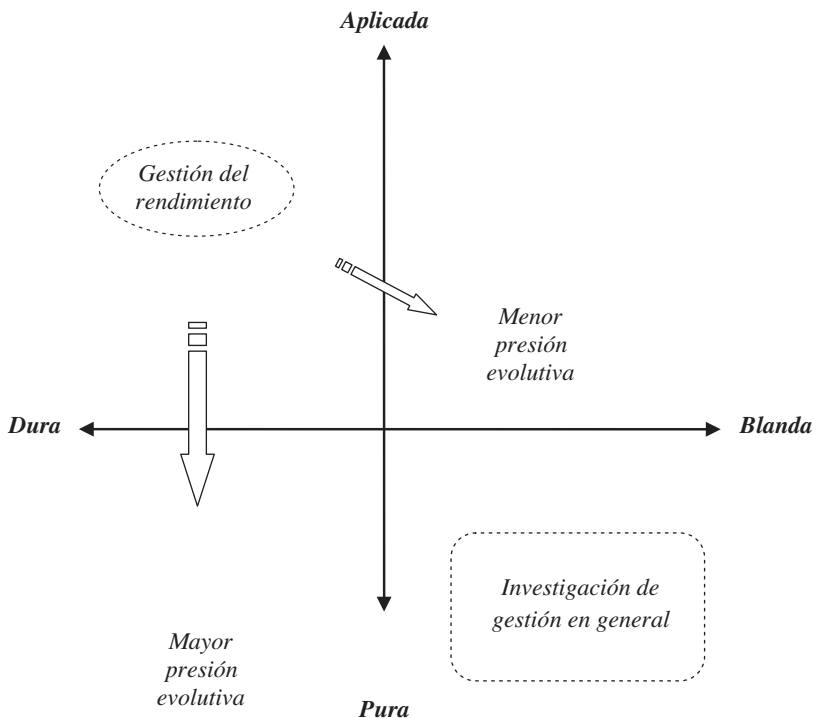 Aplicada
Gestión del
rendimiento
Menor
presión
evolutiva
Dura
Blanda
Investigación de
gestión en general
Mayor
presión
evolutiva
Pura